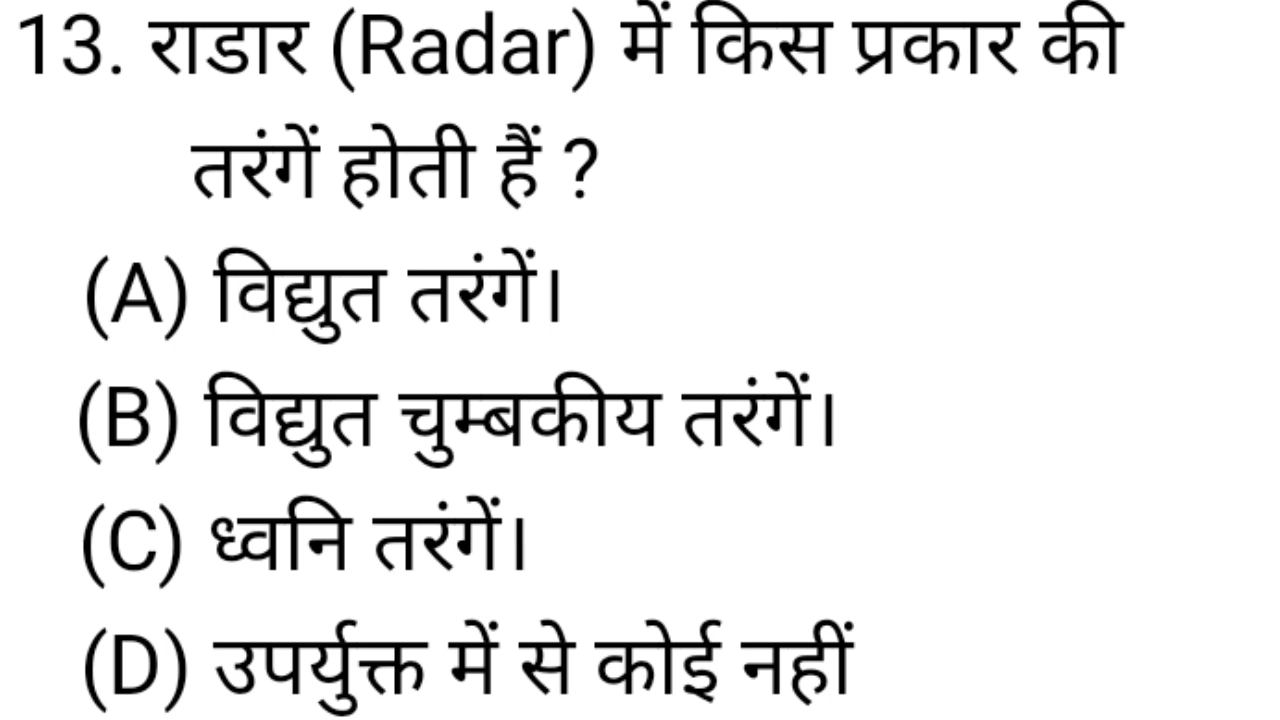 13. राडार (Radar) में किस प्रकार की
तरंगें होती हैं ?
(A) विद्युत तरंगें।
(B) विद्युत चुम्बकीय तरंगें।
(C) ध्वनि तरंगें।
(D) उपर्युक्त में से कोई नहीं